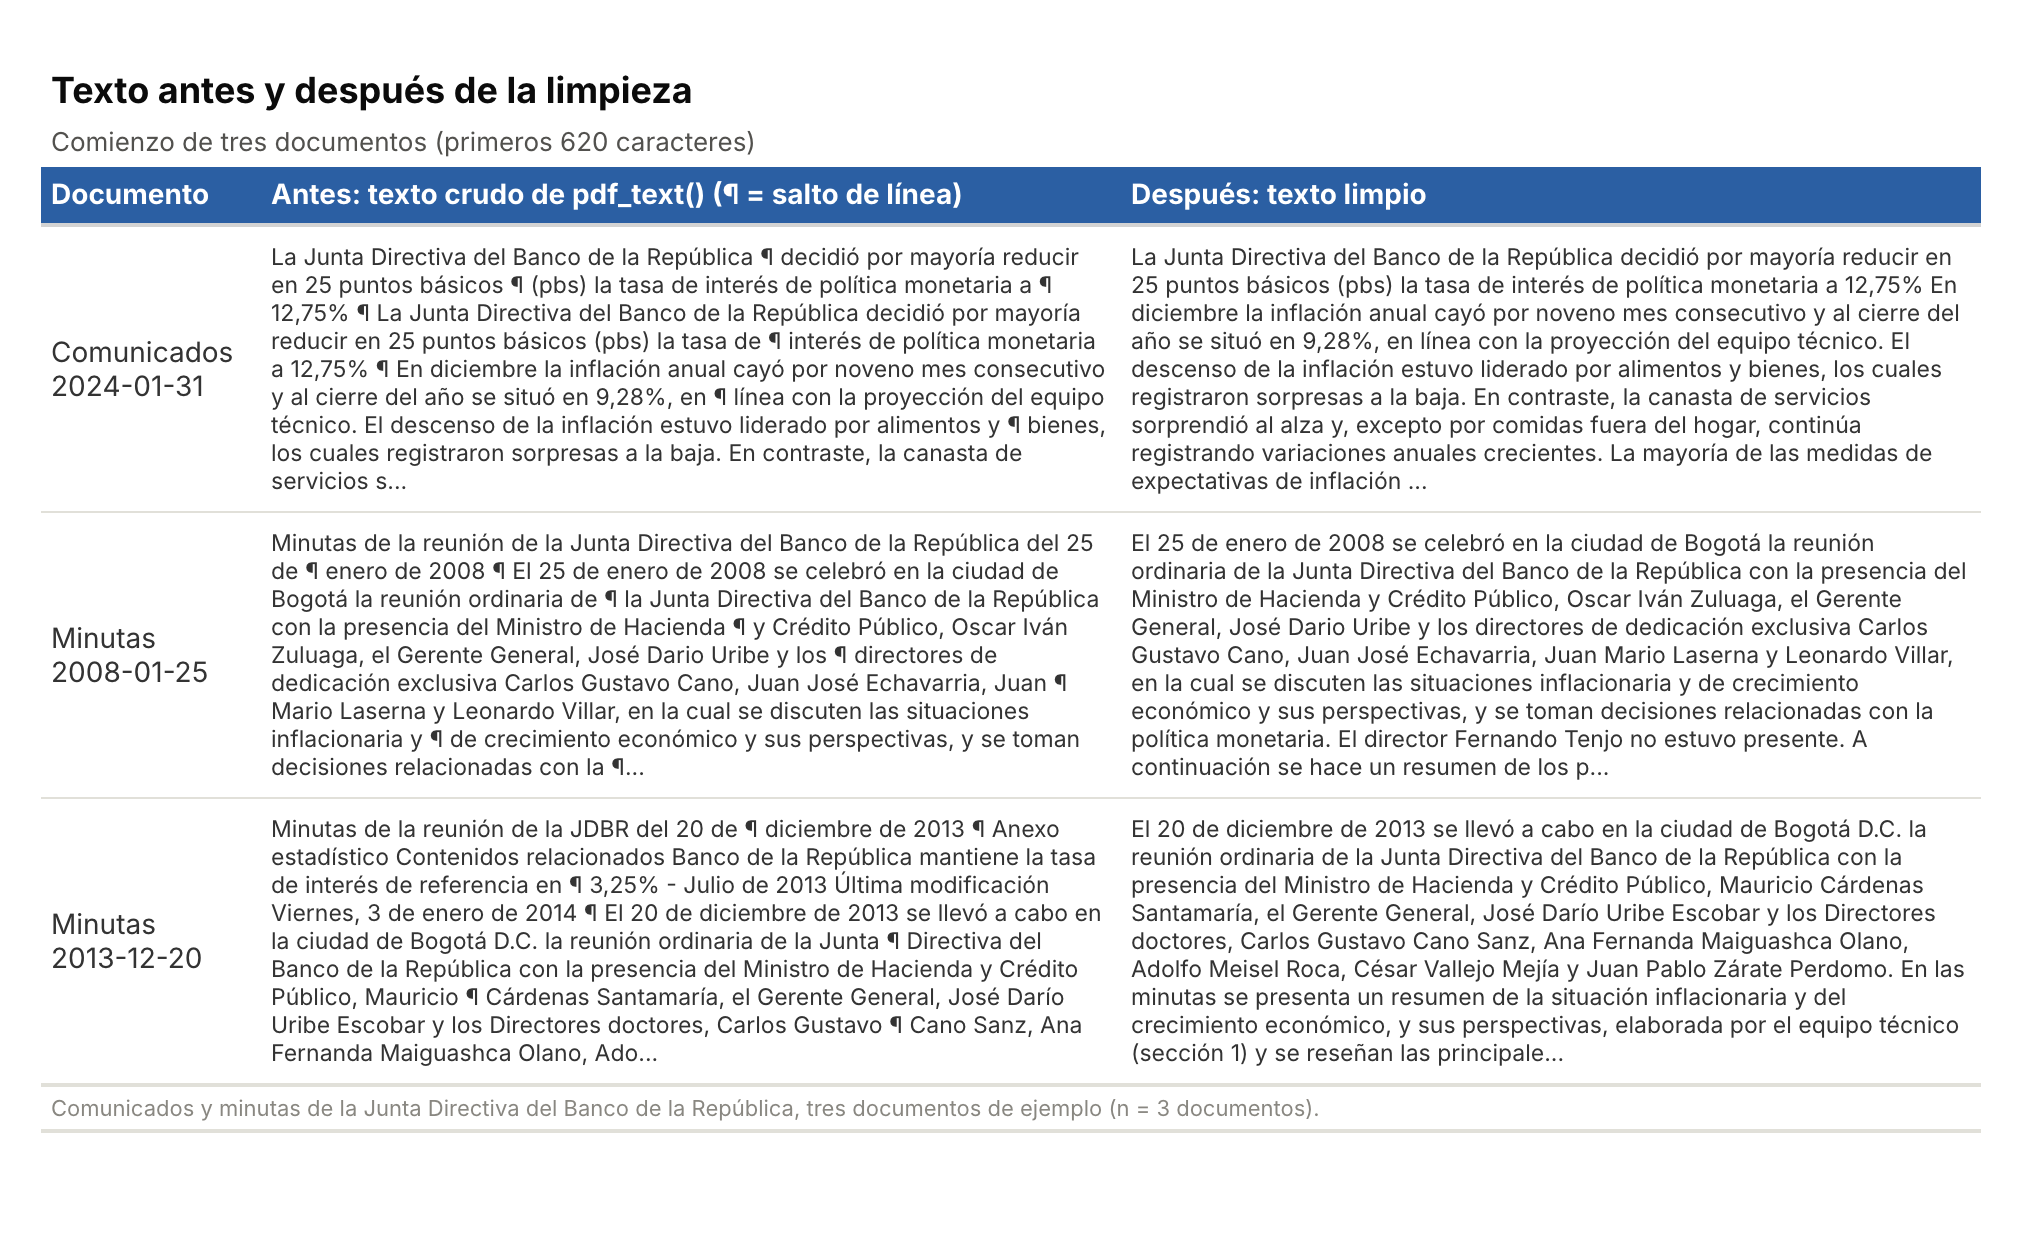 Texto antes y después de la limpieza
Comienzo de tres documentos (primeros 620 caracteres)
Documento
Antes: texto crudo de pdf_text() (¶ = salto de línea)
Después: texto limpio
Comunicados
2024-01-31
La Junta Directiva del Banco de la República ¶ decidió por mayoría reducir
en 25 puntos básicos ¶ (pbs) la tasa de interés de política monetaria a ¶
12,75% ¶ La Junta Directiva del Banco de la República decidió por mayoría
reducir en 25 puntos básicos (pbs) la tasa de ¶ interés de política monetaria
a 12,75% ¶ En diciembre la inflación anual cayó por noveno mes consecutivo
y al cierre del año se situó en 9,28%, en ¶ línea con la proyección del equipo
técnico. El descenso de la inflación estuvo liderado por alimentos y ¶ bienes,
los cuales registraron sorpresas a la baja. En contraste, la canasta de
servicios s...
La Junta Directiva del Banco de la República decidió por mayoría reducir en
25 puntos básicos (pbs) la tasa de interés de política monetaria a 12,75% En
diciembre la inflación anual cayó por noveno mes consecutivo y al cierre del
año se situó en 9,28%, en línea con la proyección del equipo técnico. El
descenso de la inflación estuvo liderado por alimentos y bienes, los cuales
registraron sorpresas a la baja. En contraste, la canasta de servicios
sorprendió al alza y, excepto por comidas fuera del hogar, continúa
registrando variaciones anuales crecientes. La mayoría de las medidas de
expectativas de inflación ...
Minutas
2008-01-25
Minutas de la reunión de la Junta Directiva del Banco de la República del 25
de ¶ enero de 2008 ¶ El 25 de enero de 2008 se celebró en la ciudad de
Bogotá la reunión ordinaria de ¶ la Junta Directiva del Banco de la República
con la presencia del Ministro de Hacienda ¶ y Crédito Público, Oscar Iván
Zuluaga, el Gerente General, José Dario Uribe y los ¶ directores de
dedicación exclusiva Carlos Gustavo Cano, Juan José Echavarria, Juan ¶
Mario Laserna y Leonardo Villar, en la cual se discuten las situaciones
inflacionaria y ¶ de crecimiento económico y sus perspectivas, y se toman
decisiones relacionadas con la ¶...
El 25 de enero de 2008 se celebró en la ciudad de Bogotá la reunión
ordinaria de la Junta Directiva del Banco de la República con la presencia del
Ministro de Hacienda y Crédito Público, Oscar Iván Zuluaga, el Gerente
General, José Dario Uribe y los directores de dedicación exclusiva Carlos
Gustavo Cano, Juan José Echavarria, Juan Mario Laserna y Leonardo Villar,
en la cual se discuten las situaciones inflacionaria y de crecimiento
económico y sus perspectivas, y se toman decisiones relacionadas con la
política monetaria. El director Fernando Tenjo no estuvo presente. A
continuación se hace un resumen de los p...
Minutas
2013-12-20
Minutas de la reunión de la JDBR del 20 de ¶ diciembre de 2013 ¶ Anexo
estadístico Contenidos relacionados Banco de la República mantiene la tasa
de interés de referencia en ¶ 3,25% - Julio de 2013 Última modificación
Viernes, 3 de enero de 2014 ¶ El 20 de diciembre de 2013 se llevó a cabo en
la ciudad de Bogotá D.C. la reunión ordinaria de la Junta ¶ Directiva del
Banco de la República con la presencia del Ministro de Hacienda y Crédito
Público, Mauricio ¶ Cárdenas Santamaría, el Gerente General, José Darío
Uribe Escobar y los Directores doctores, Carlos Gustavo ¶ Cano Sanz, Ana
Fernanda Maiguashca Olano, Ado...
El 20 de diciembre de 2013 se llevó a cabo en la ciudad de Bogotá D.C. la
reunión ordinaria de la Junta Directiva del Banco de la República con la
presencia del Ministro de Hacienda y Crédito Público, Mauricio Cárdenas
Santamaría, el Gerente General, José Darío Uribe Escobar y los Directores
doctores, Carlos Gustavo Cano Sanz, Ana Fernanda Maiguashca Olano,
Adolfo Meisel Roca, César Vallejo Mejía y Juan Pablo Zárate Perdomo. En las
minutas se presenta un resumen de la situación inflacionaria y del
crecimiento económico, y sus perspectivas, elaborada por el equipo técnico
(sección 1) y se reseñan las principale...
Comunicados y minutas de la Junta Directiva del Banco de la República, tres documentos de ejemplo (n = 3 documentos).